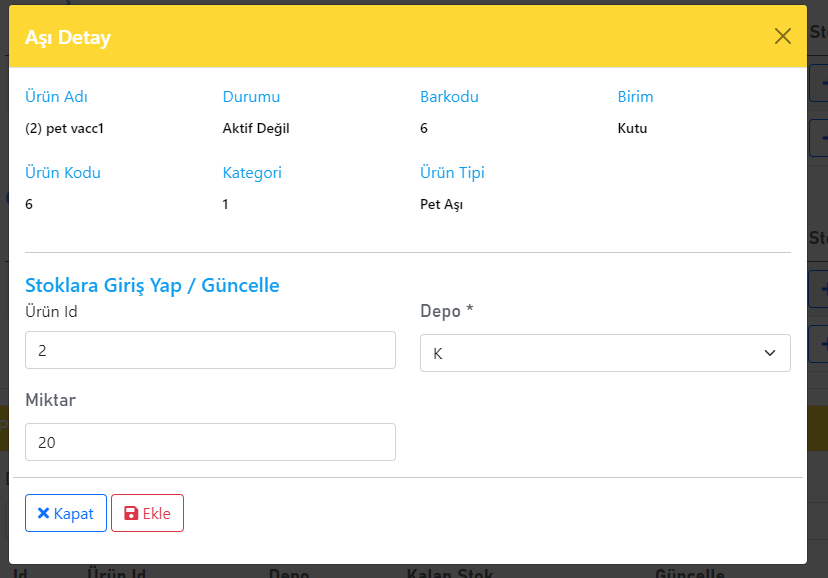 Aşı Detay
Ürün Adı Durumu Barkodu Birim
(2) pet vacc1 Aktif Değil 6 Kutu
Ürün Kodu Kategori Ürün Tipi
6 1 Pet Aşı
Stoklara Giriş Yap / Güncelle
Ürün Id Depo *
2 K
Miktar
20
Kapat Ekle
Id Ürün Id Depo Kalan Stok Güncelle